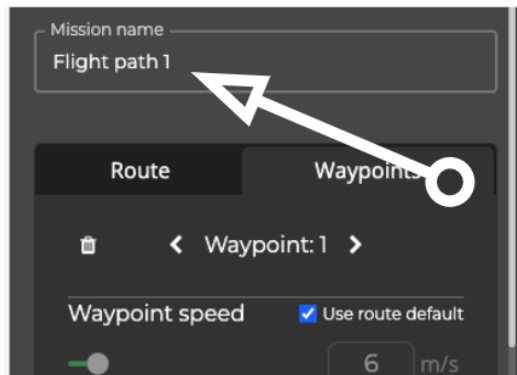 Mission name
Flight path 1
Route Waypoints
Waypoint: 1
Waypoint speed Use route default
6 m/s